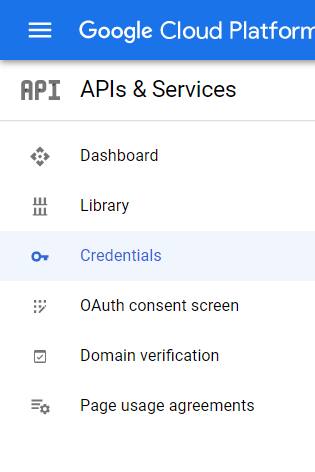 Google Cloud Platform
API APIs & Services
Dashboard
Library
Credentials
OAuth consent screen
Domain verification
Page usage agreements